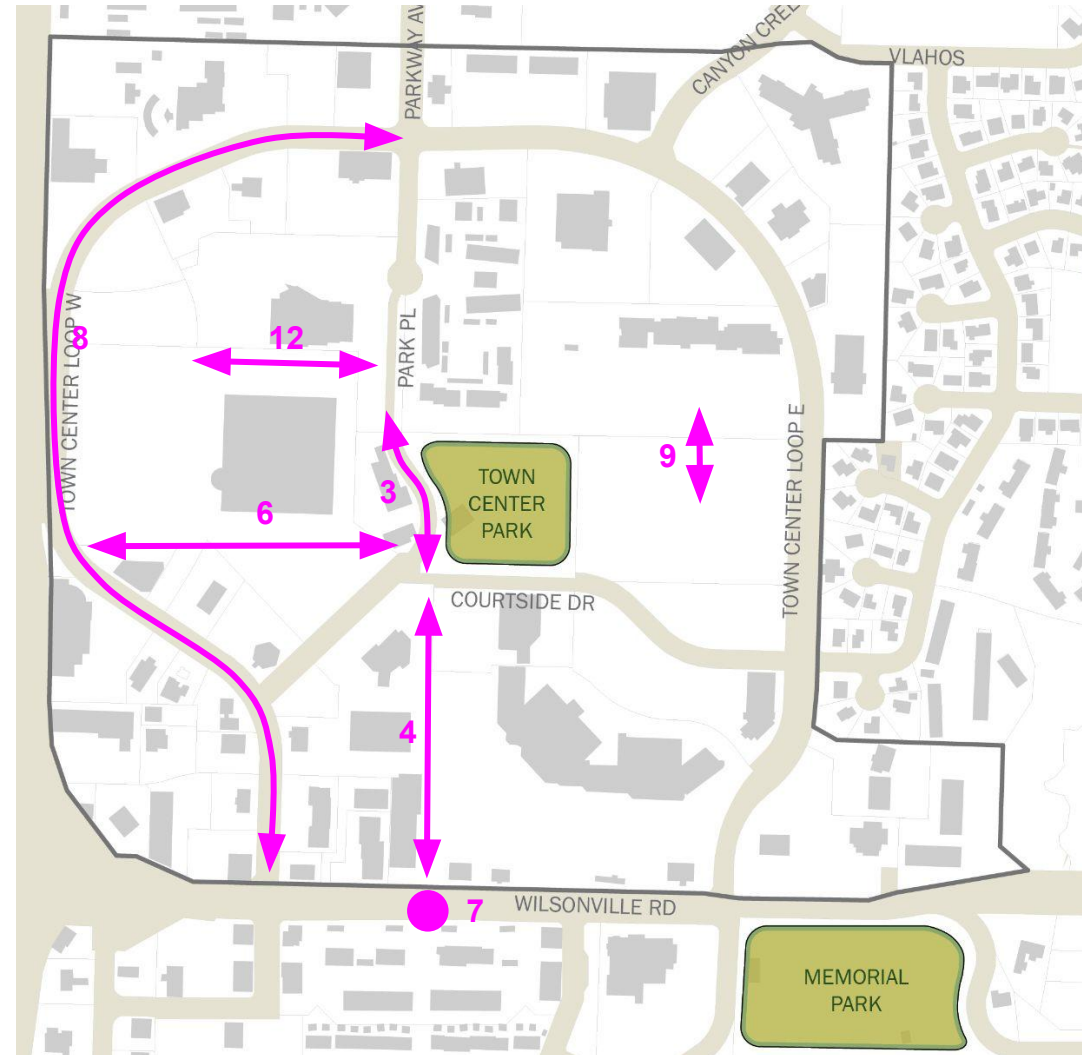 PARKWAY AV
CANYON CREE
VLAHOS
TOWN CENTER LOOP W
8
12
PARK PL
TOWN
CENTER
PARK
3
9
6
TOWN CENTER LOOP E
COURTSIDE DR
4
7
WILSONVILLE RD
MEMORIAL
PARK